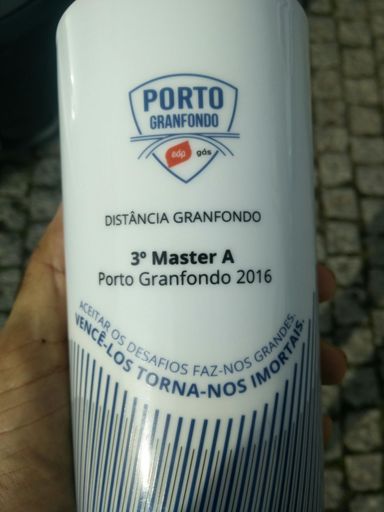 PORTO
GRANFONDO
edp gás
DISTÂNCIA GRANFONDO
3º Master A
Porto Granfondo 2016
ACEITAR OS DESAFIOS FAZ-NOS GRANDES.
VENCÊ-LOS TORNA-NOS IMORTAIS.